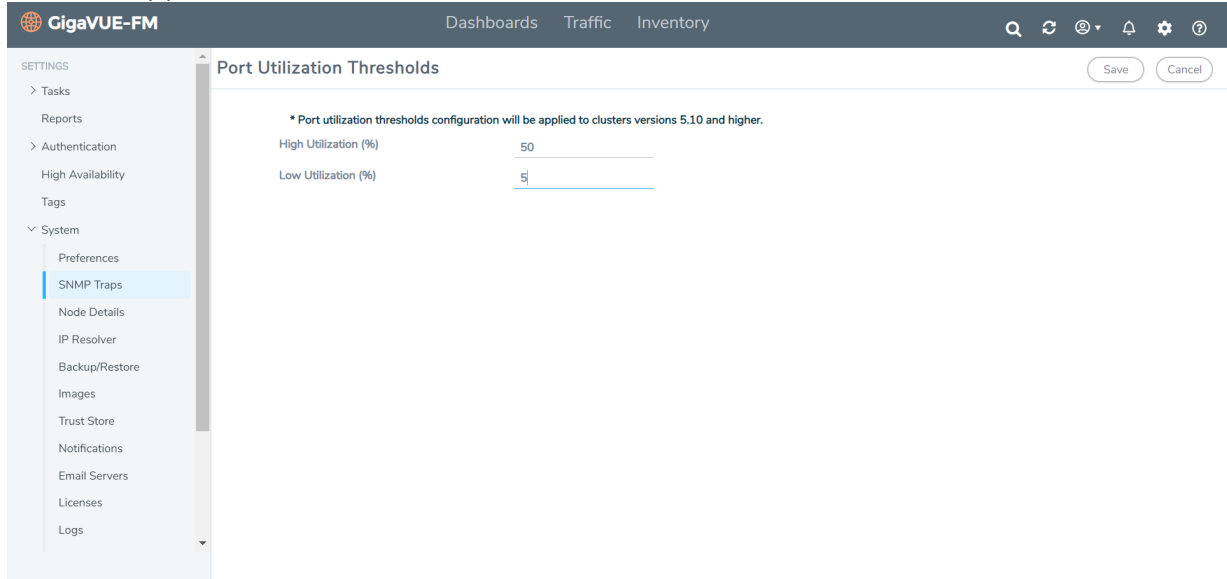 GigaVUE-FM
Dashboards Traffic Inventory
SETTINGS
Tasks
Reports
Authentication
High Availability
Tags
System
Preferences
SNMP Traps
Node Details
IP Resolver
Backup/Restore
Images
Trust Store
Notifications
Email Servers
Licenses
Logs
Port Utilization Thresholds
Save Cancel
* Port utilization thresholds configuration will be applied to clusters versions 5.10 and higher.
High Utilization (%) 50
Low Utilization (%) 5